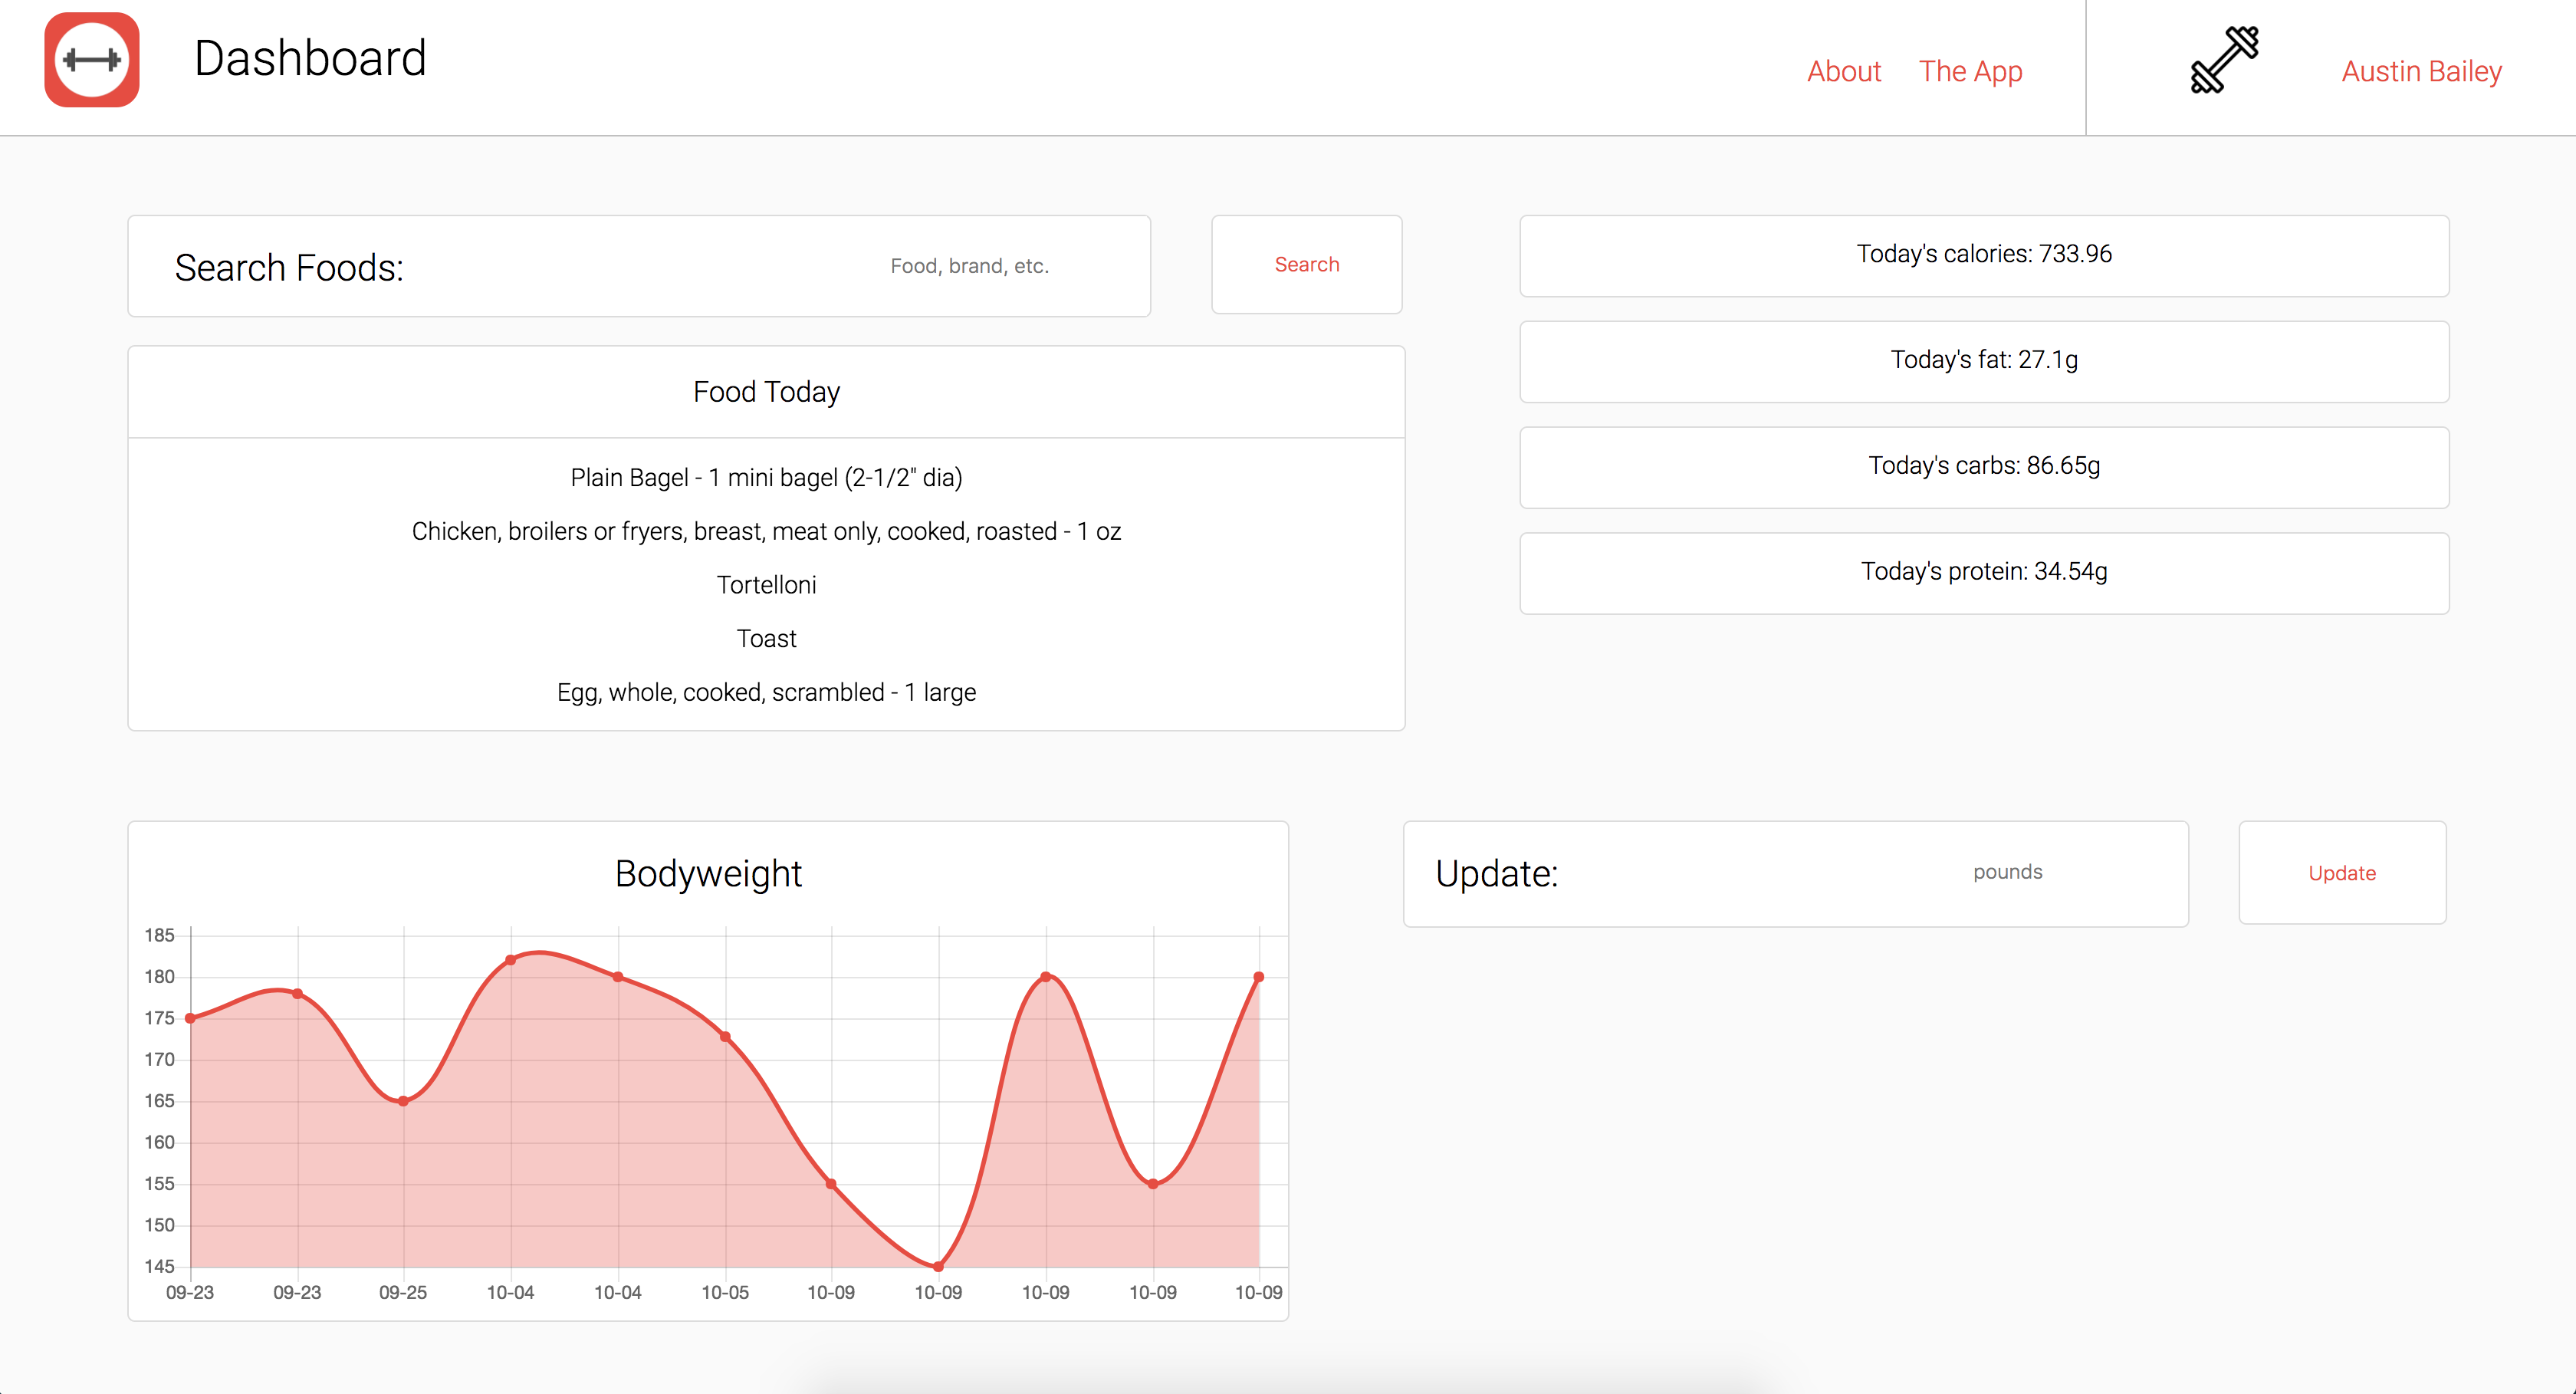 Dashboard
About
The App
Austin Bailey
Search Foods:
Food, brand, etc.
Search
Food Today
Plain Bagel - 1 mini bagel (2-1/2" dia)
Chicken, broilers or fryers, breast, meat only, cooked, roasted - 1 oz
Tortelloni
Toast
Egg, whole, cooked, scrambled - 1 large
Today's calories: 733.96
Today's fat: 27.1g
Today's carbs: 86.65g
Today's protein: 34.54g
Bodyweight
185
180
175
170
165
160
155
150
145
09-23 09-23 09-25 10-04 10-04 10-05 10-09 10-09 10-09 10-09 10-09
Update:
pounds
Update